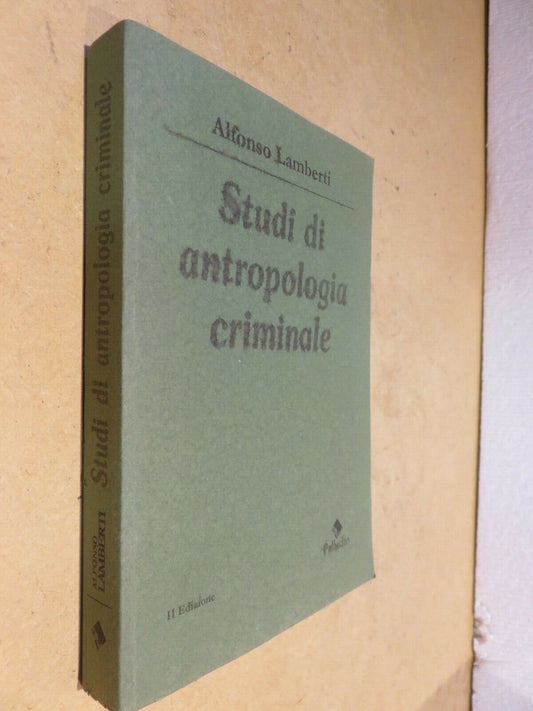 Alfonso Lamberti
Studi di
antropologia
criminale
Palladio
II Edizione
ALFONSO
LAMBERTI
Studi di antropologia criminale